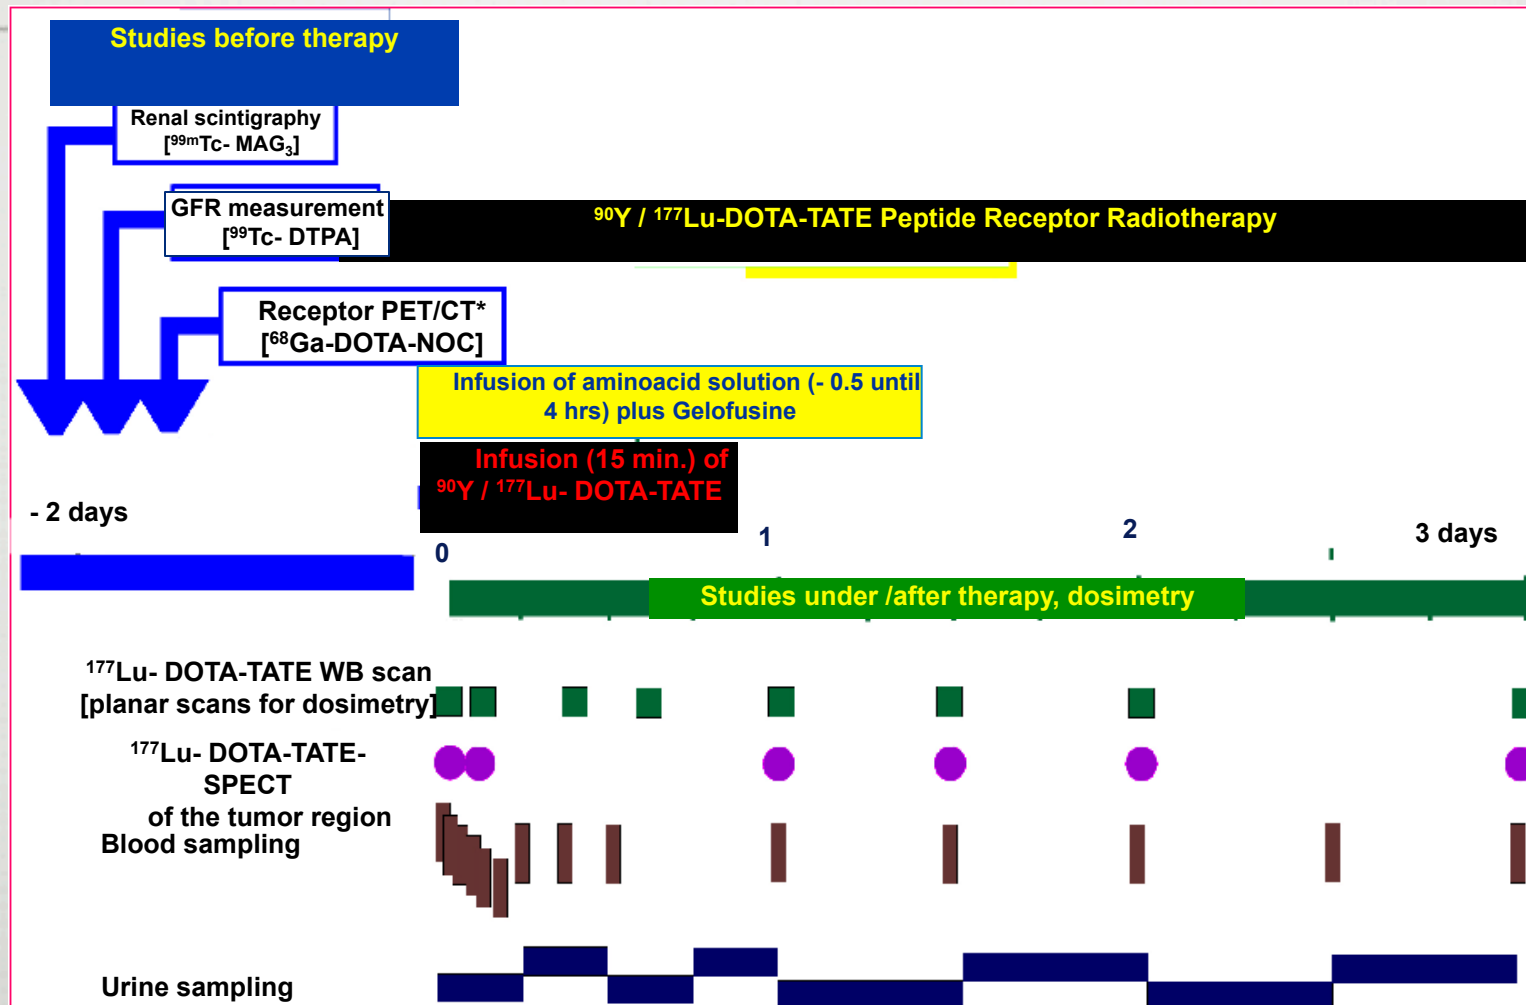 Studies before therapy
Renal scintigraphy
[⁹⁹ᵐTc- MAG₃]
GFR measurement
[⁹⁹Tc- DTPA]
⁹⁰Y / ¹⁷⁷Lu-DOTA-TATE Peptide Receptor Radiotherapy
Receptor PET/CT*
[⁶⁸Ga-DOTA-NOC]
Infusion of aminoacid solution (- 0.5 until
4 hrs) plus Gelofusine
Infusion (15 min.) of
⁹⁰Y / ¹⁷⁷Lu- DOTA-TATE
- 2 days
0
1
2
3 days
Studies under /after therapy, dosimetry
¹⁷⁷Lu- DOTA-TATE WB scan
[planar scans for dosimetry]
¹⁷⁷Lu- DOTA-TATE-
SPECT
of the tumor region
Blood sampling
Urine sampling